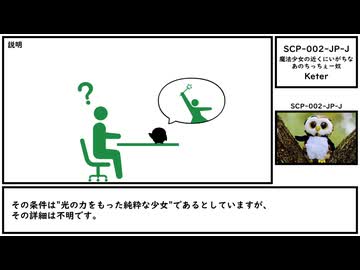 説明
SCP-002-JP-J
魔法少女の近くにいがちな
あのちっちぇー奴
Keter
SCP-002-JP-J
その条件は"光の力をもった純粋な少女"であるとしていますが、
その詳細は不明です。